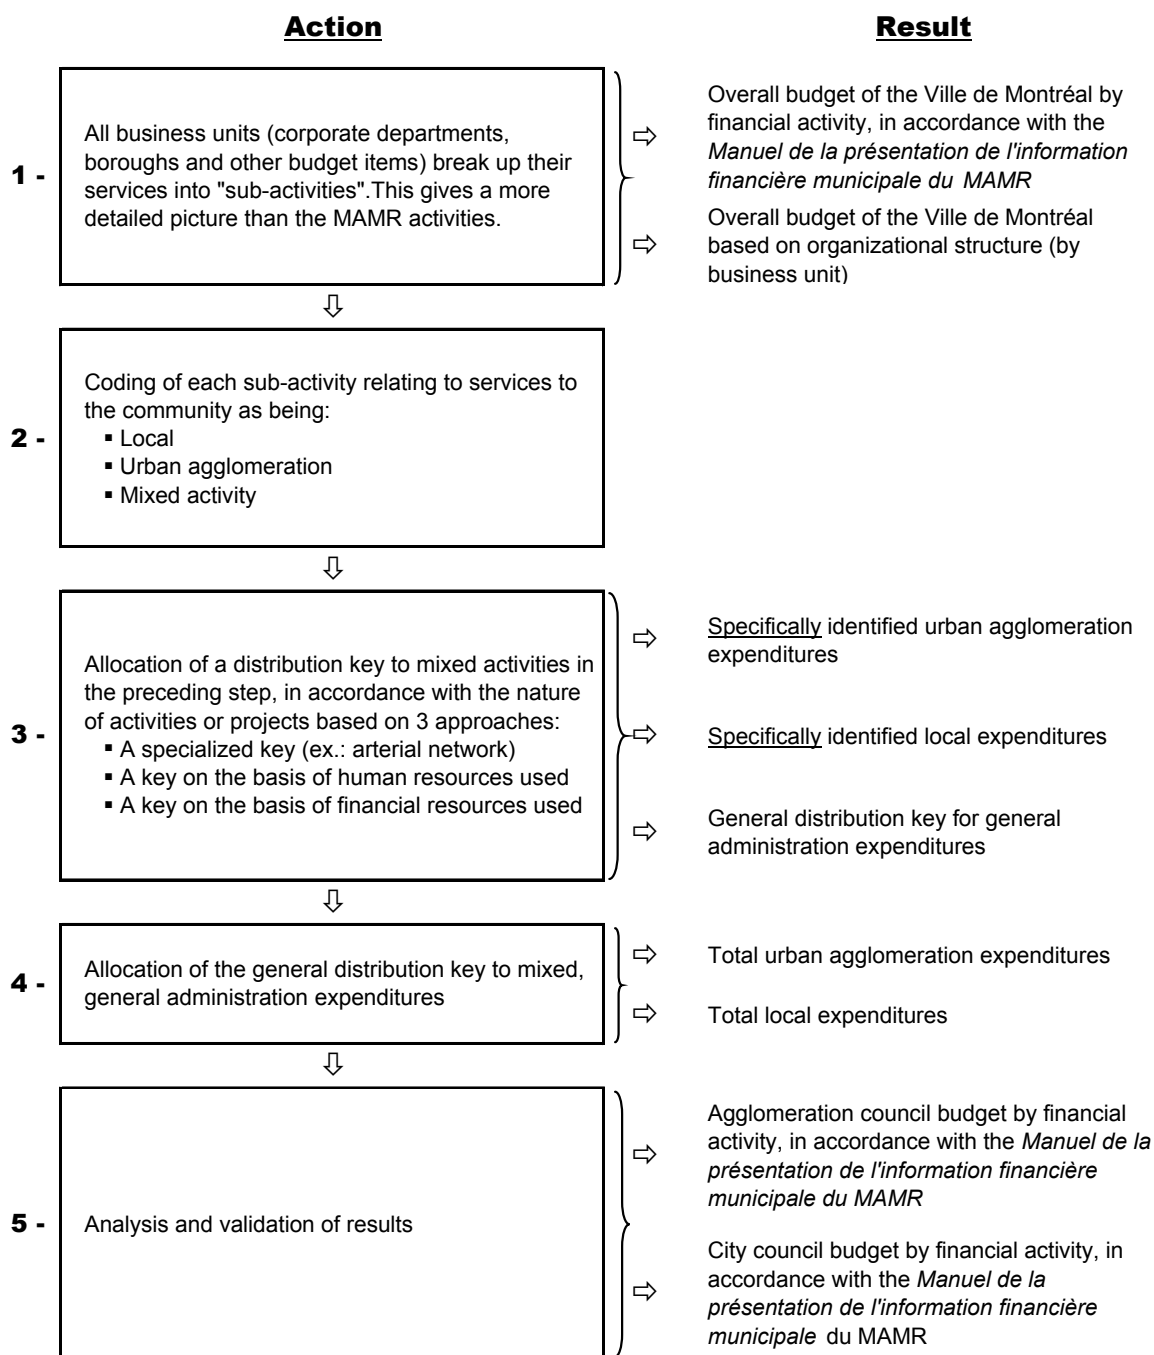 Action
Result
1 -
All business units (corporate departments,
boroughs and other budget items) break up their
services into "sub-activities".This gives a more
detailed picture than the MAMR activities.
Overall budget of the Ville de Montréal by
financial activity, in accordance with the
Manuel de la présentation de l'information
financière municipale du MAMR
Overall budget of the Ville de Montréal
based on organizational structure (by
business unit)
2 -
Coding of each sub-activity relating to services to
the community as being:
▪ Local
▪ Urban agglomeration
▪ Mixed activity
3 -
Allocation of a distribution key to mixed activities in
the preceding step, in accordance with the nature
of activities or projects based on 3 approaches:
▪ A specialized key (ex.: arterial network)
▪ A key on the basis of human resources used
▪ A key on the basis of financial resources used
Specifically identified urban agglomeration
expenditures
Specifically identified local expenditures
General distribution key for general
administration expenditures
4 -
Allocation of the general distribution key to mixed,
general administration expenditures
Total urban agglomeration expenditures
Total local expenditures
5 -
Analysis and validation of results
Agglomeration council budget by financial
activity, in accordance with the Manuel de la
présentation de l'information financière
municipale du MAMR
City council budget by financial activity, in
accordance with the Manuel de la
présentation de l'information financière
municipale du MAMR